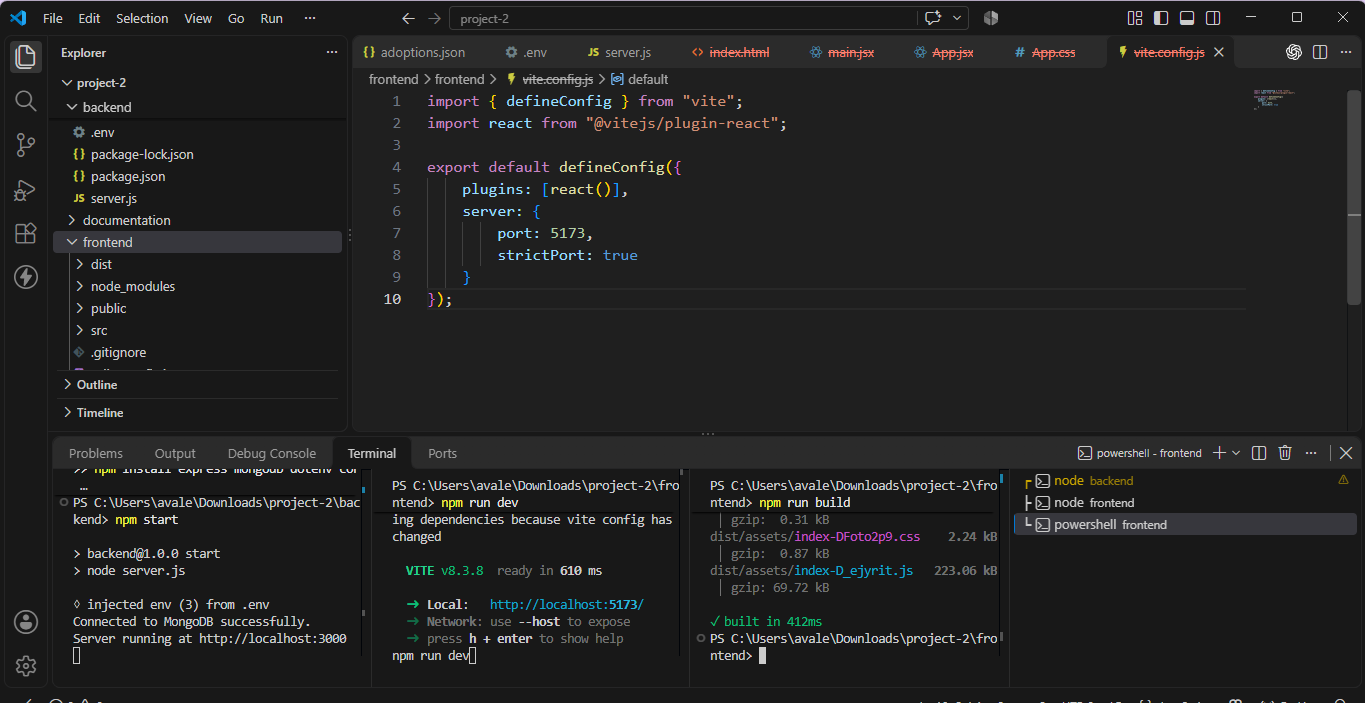 File Edit Selection View Go Run ···
project-2
Explorer
project-2
backend
.env
package-lock.json
package.json
JS server.js
documentation
frontend
dist
node_modules
public
src
.gitignore
Outline
Timeline
{} adoptions.json
.env
JS server.js
<> index.html
main.jsx
App.jsx
# App.css
vite.config.js
frontend > frontend > vite.config.js > default
1 import { defineConfig } from "vite";
2 import react from "@vitejs/plugin-react";
3
4 export default defineConfig({
5 plugins: [react()],
6 server: {
7 port: 5173,
8 strictPort: true
9 }
10 });
Problems Output Debug Console Terminal Ports
powershell - frontend
>> npm install express mongodb dotenv cor
…
PS C:\Users\avale\Downloads\project-2\bac
kend> npm start
> backend@1.0.0 start
> node server.js
◊ injected env (3) from .env
Connected to MongoDB successfully.
Server running at http://localhost:3000
PS C:\Users\avale\Downloads\project-2\fro
ntend> npm run dev
ing dependencies because vite config has
changed
VITE v8.3.8 ready in 610 ms
➜ Local: http://localhost:5173/
➜ Network: use --host to expose
➜ press h + enter to show help
npm run dev
PS C:\Users\avale\Downloads\project-2\fro
ntend> npm run build
│ gzip: 0.31 kB
dist/assets/index-DFoto2p9.css 2.24 kB
│ gzip: 0.87 kB
dist/assets/index-D_ejyrit.js 223.06 kB
│ gzip: 69.72 kB
✓ built in 412ms
PS C:\Users\avale\Downloads\project-2\fro
ntend>
node backend
node frontend
powershell frontend